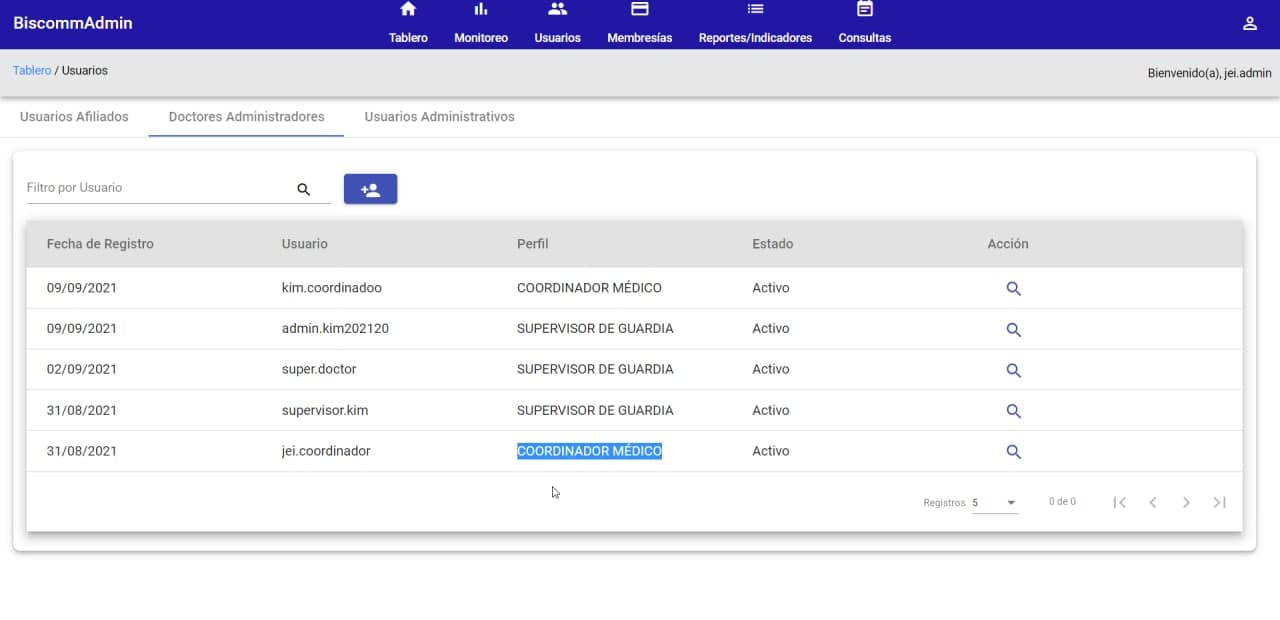 BiscommAdmin
Tablero Monitoreo Usuarios Membresías Reportes/Indicadores Consultas
Tablero / Usuarios
Bienvenido(a), jei.admin
Usuarios Afiliados Doctores Administradores Usuarios Administrativos
Filtro por Usuario
Fecha de Registro Usuario Perfil Estado Acción
09/09/2021 kim.coordinadoo COORDINADOR MÉDICO Activo
09/09/2021 admin.kim202120 SUPERVISOR DE GUARDIA Activo
02/09/2021 super.doctor SUPERVISOR DE GUARDIA Activo
31/08/2021 supervisor.kim SUPERVISOR DE GUARDIA Activo
31/08/2021 jei.coordinador COORDINADOR MÉDICO Activo
Registros 5 0 de 0